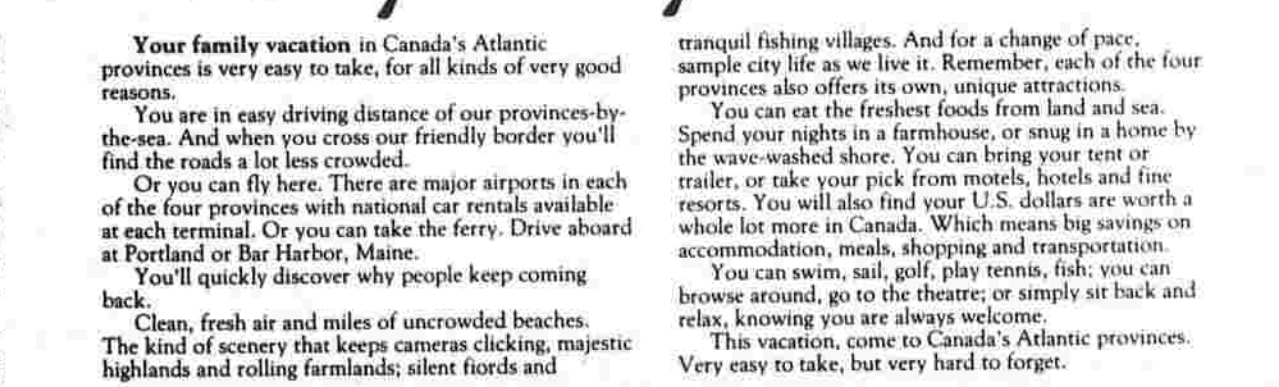 Your family vacation in Canada's Atlantic
provinces is very easy to take, for all kinds of very good
reasons.
You are in easy driving distance of our provinces-by-
the-sea. And when you cross our friendly border you'll
find the roads a lot less crowded.
Or you can fly here. There are major airports in each
of the four provinces with national car rentals available
at each terminal. Or you can take the ferry. Drive aboard
at Portland or Bar Harbor, Maine.
You'll quickly discover why people keep coming
back.
Clean, fresh air and miles of uncrowded beaches.
The kind of scenery that keeps cameras clicking, majestic
highlands and rolling farmlands; silent fiords and
tranquil fishing villages. And for a change of pace,
sample city life as we live it. Remember, each of the four
provinces also offers its own, unique attractions.
You can eat the freshest foods from land and sea.
Spend your nights in a farmhouse, or snug in a home by
the wave-washed shore. You can bring your tent or
trailer, or take your pick from motels, hotels and fine
resorts. You will also find your U.S. dollars are worth a
whole lot more in Canada. Which means big savings on
accommodation, meals, shopping and transportation.
You can swim, sail, golf, play tennis, fish; you can
browse around, go to the theatre; or simply sit back and
relax, knowing you are always welcome.
This vacation, come to Canada's Atlantic provinces.
Very easy to take, but very hard to forget.